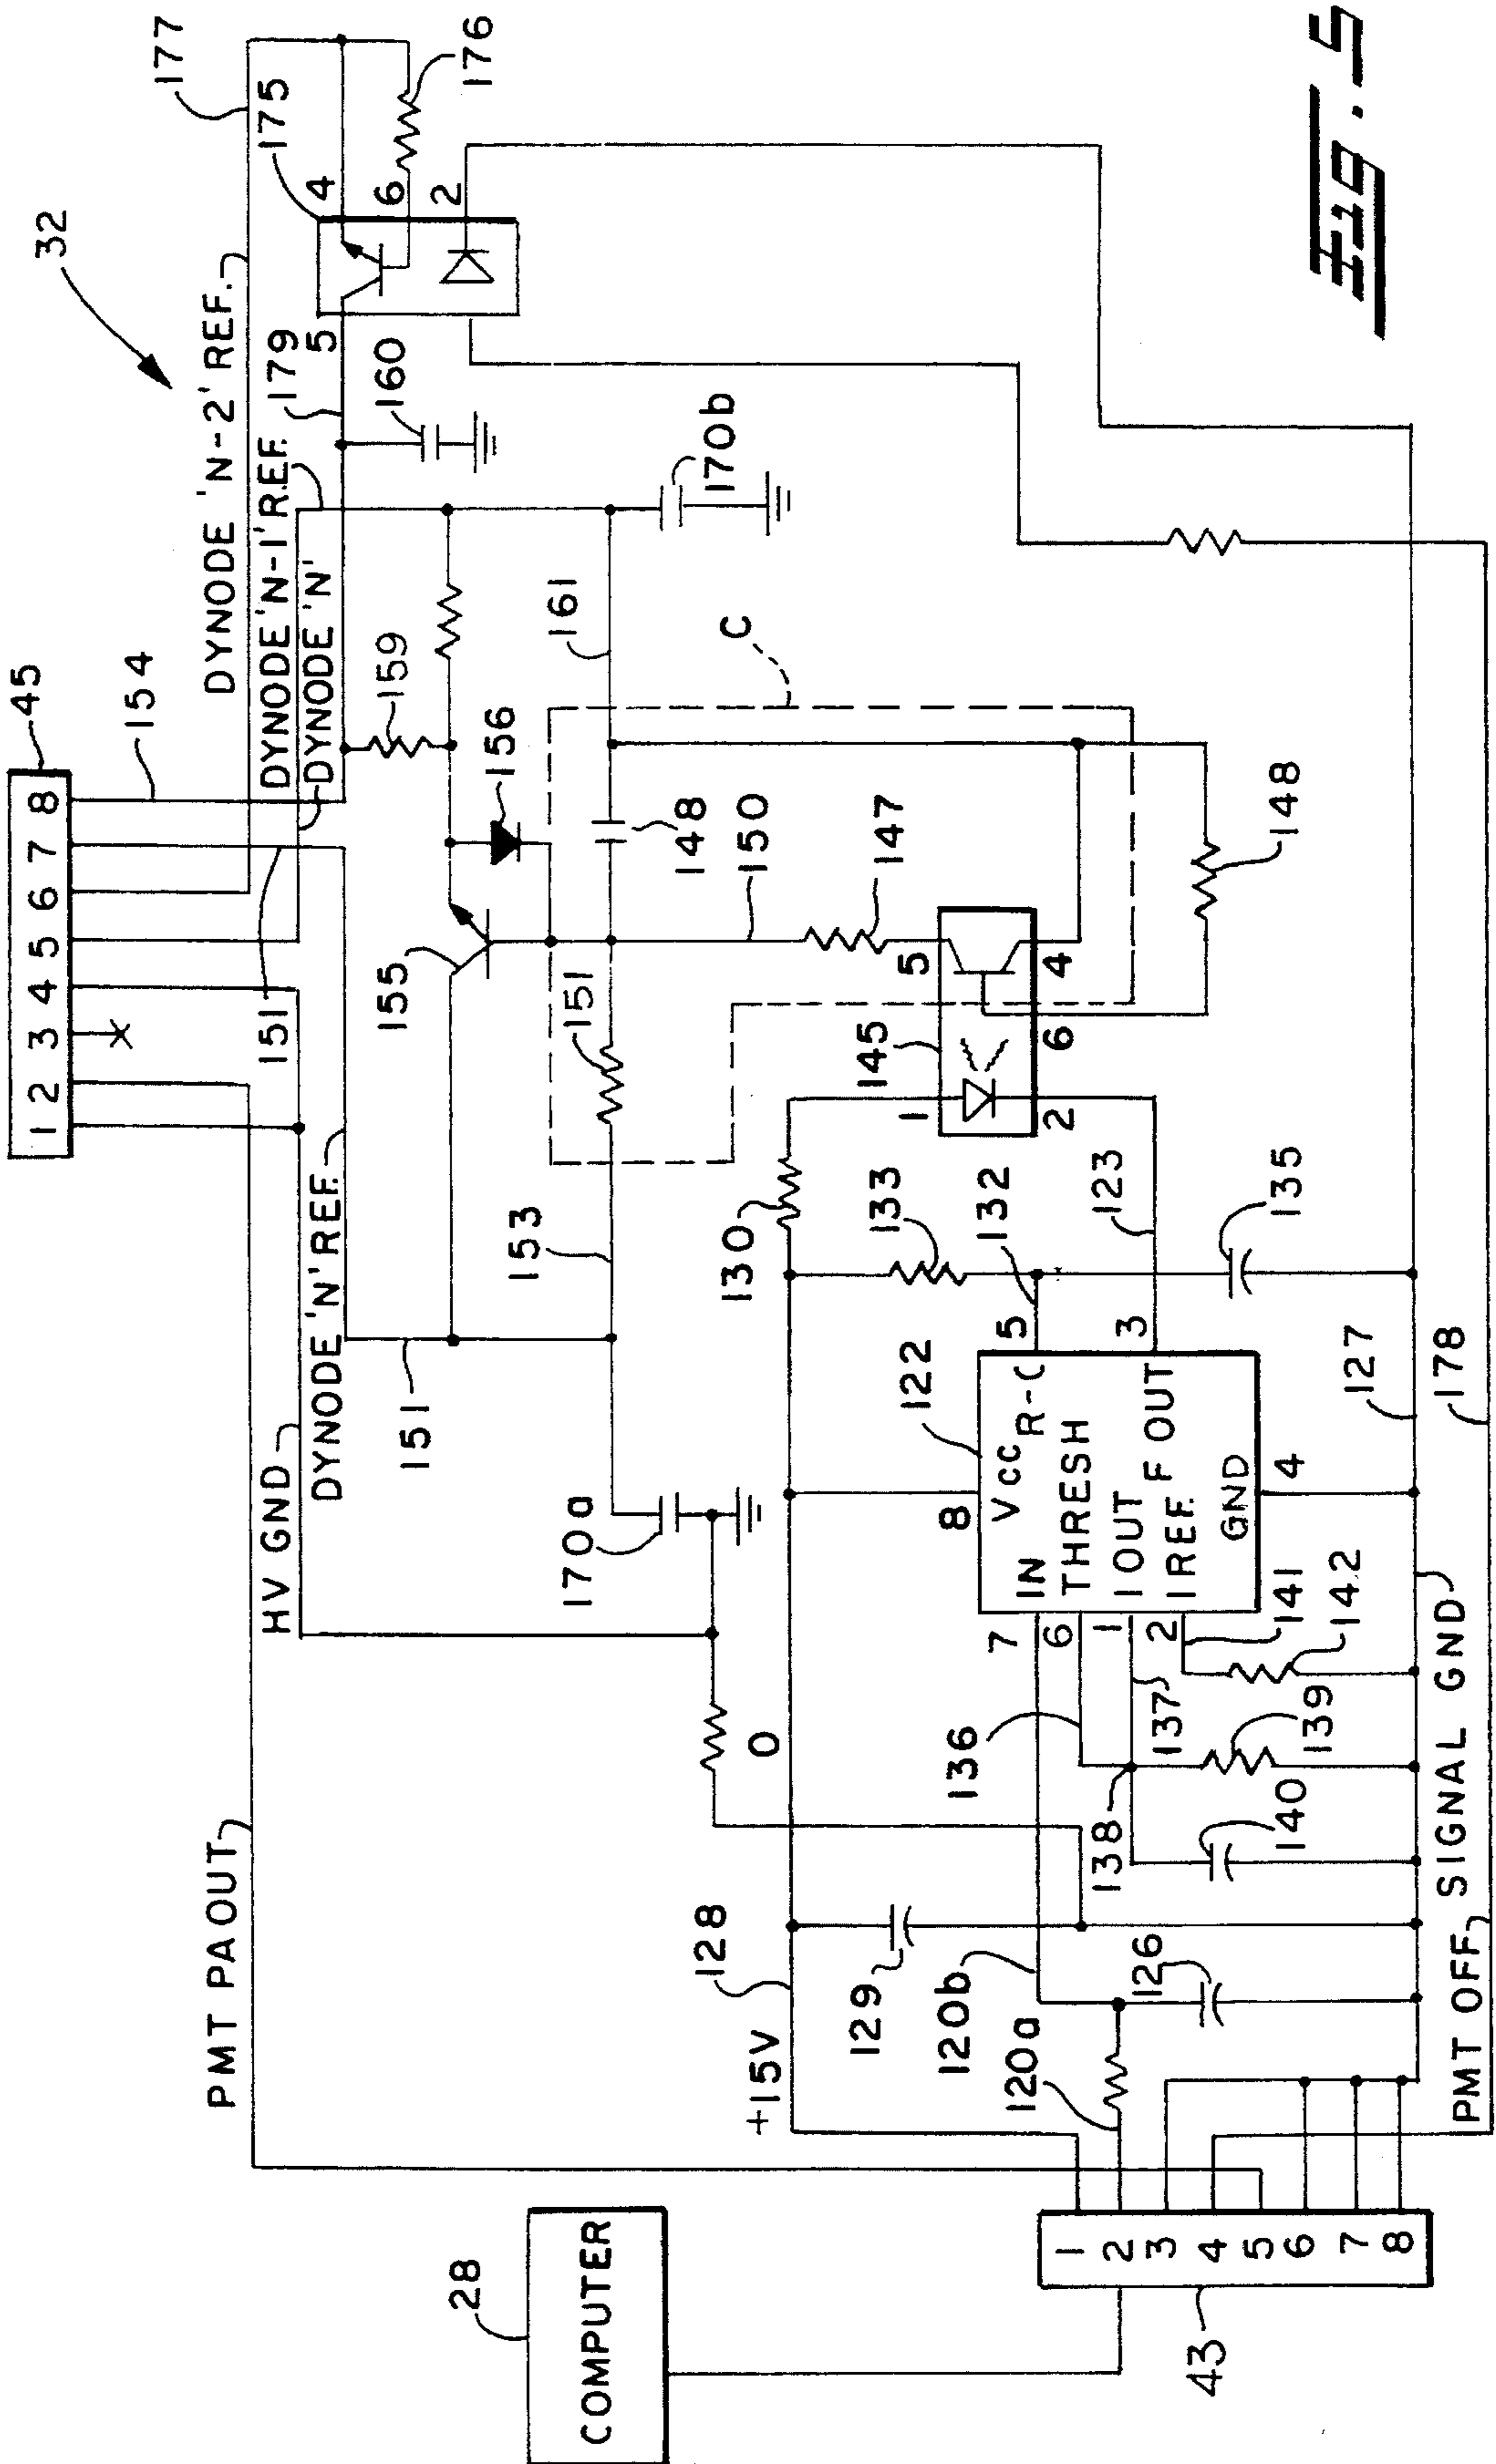 32
45
1 2 3 4 5 6 7 8
154
DYNODE 'N-2' REF.
177
DYNODE 'N-1' REF.
DYNODE 'N'
179
175
5
4
6
2
176
160
PMT PAOUT
HV GND
DYNODE 'N' REF.
151
151
159
155
156
170b
161
C
153
151
148
150
147
170a
148
145
1
2
5
4
6
0
130
133
132
123
135
+15V
128
129
122
8
5
3
4
7
6
1
2
Vcc
R-C
IN
THRESH
I OUT
I REF.
F OUT
GND
136
137
138
139
140
141
142
120b
120a
126
127
178
SIGNAL GND
PMT OFF
28
COMPUTER
1
2
3
4
5
6
7
8
43
FIG. 5